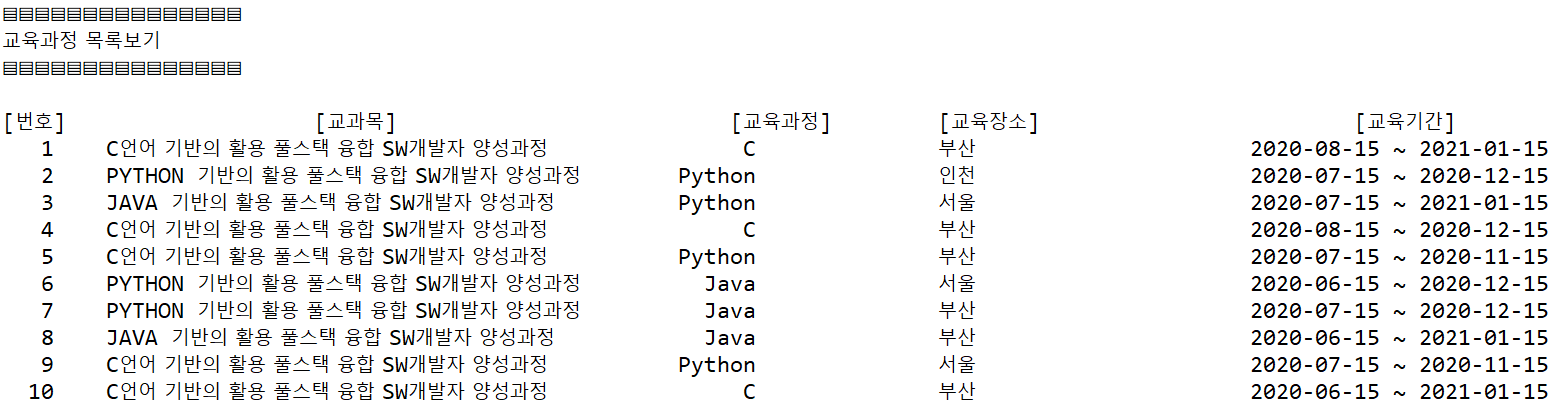 ▤▤▤▤▤▤▤▤▤▤▤▤▤▤▤
교육과정 목록보기
▤▤▤▤▤▤▤▤▤▤▤▤▤▤▤
[번호] [교과목] [교육과정] [교육장소] [교육기간]
1 C언어 기반의 활용 풀스택 융합 SW개발자 양성과정 C 부산 2020-08-15 ~ 2021-01-15
2 PYTHON 기반의 활용 풀스택 융합 SW개발자 양성과정 Python 인천 2020-07-15 ~ 2020-12-15
3 JAVA 기반의 활용 풀스택 융합 SW개발자 양성과정 Python 서울 2020-07-15 ~ 2021-01-15
4 C언어 기반의 활용 풀스택 융합 SW개발자 양성과정 C 부산 2020-08-15 ~ 2020-12-15
5 C언어 기반의 활용 풀스택 융합 SW개발자 양성과정 Python 부산 2020-07-15 ~ 2020-11-15
6 PYTHON 기반의 활용 풀스택 융합 SW개발자 양성과정 Java 서울 2020-06-15 ~ 2020-12-15
7 PYTHON 기반의 활용 풀스택 융합 SW개발자 양성과정 Java 부산 2020-07-15 ~ 2020-12-15
8 JAVA 기반의 활용 풀스택 융합 SW개발자 양성과정 Java 부산 2020-06-15 ~ 2021-01-15
9 C언어 기반의 활용 풀스택 융합 SW개발자 양성과정 Python 서울 2020-07-15 ~ 2020-11-15
10 C언어 기반의 활용 풀스택 융합 SW개발자 양성과정 C 부산 2020-06-15 ~ 2021-01-15